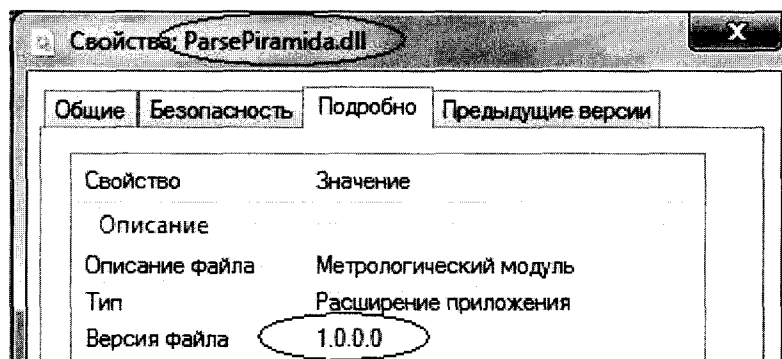 Свойства: ParsePiramida.dll
Общие Безопасность Подробно Предыдущие версии
Свойство Значение
Описание
Описание файла Метрологический модуль
Тип Расширение приложения
Версия файла 1.0.0.0